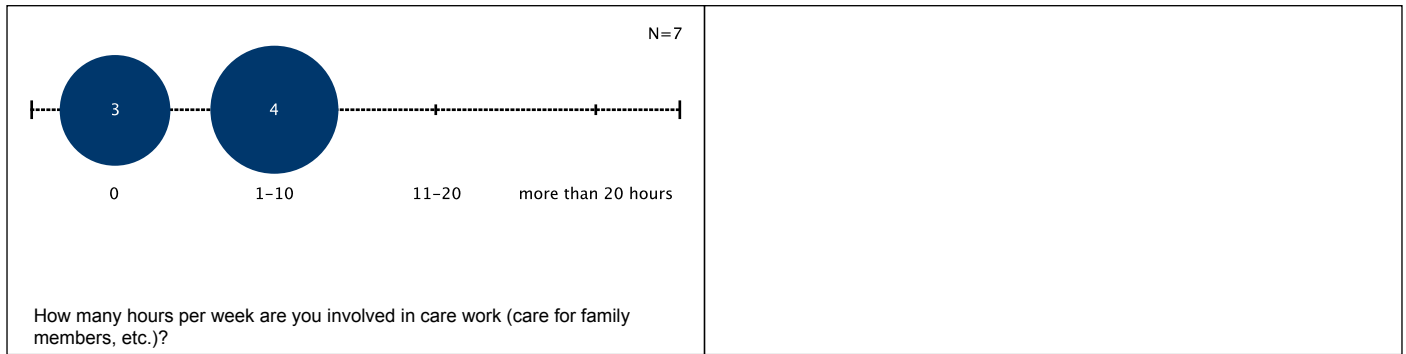 N=7
3 4
0 1–10 11–20 more than 20 hours
How many hours per week are you involved in care work (care for family
members, etc.)?